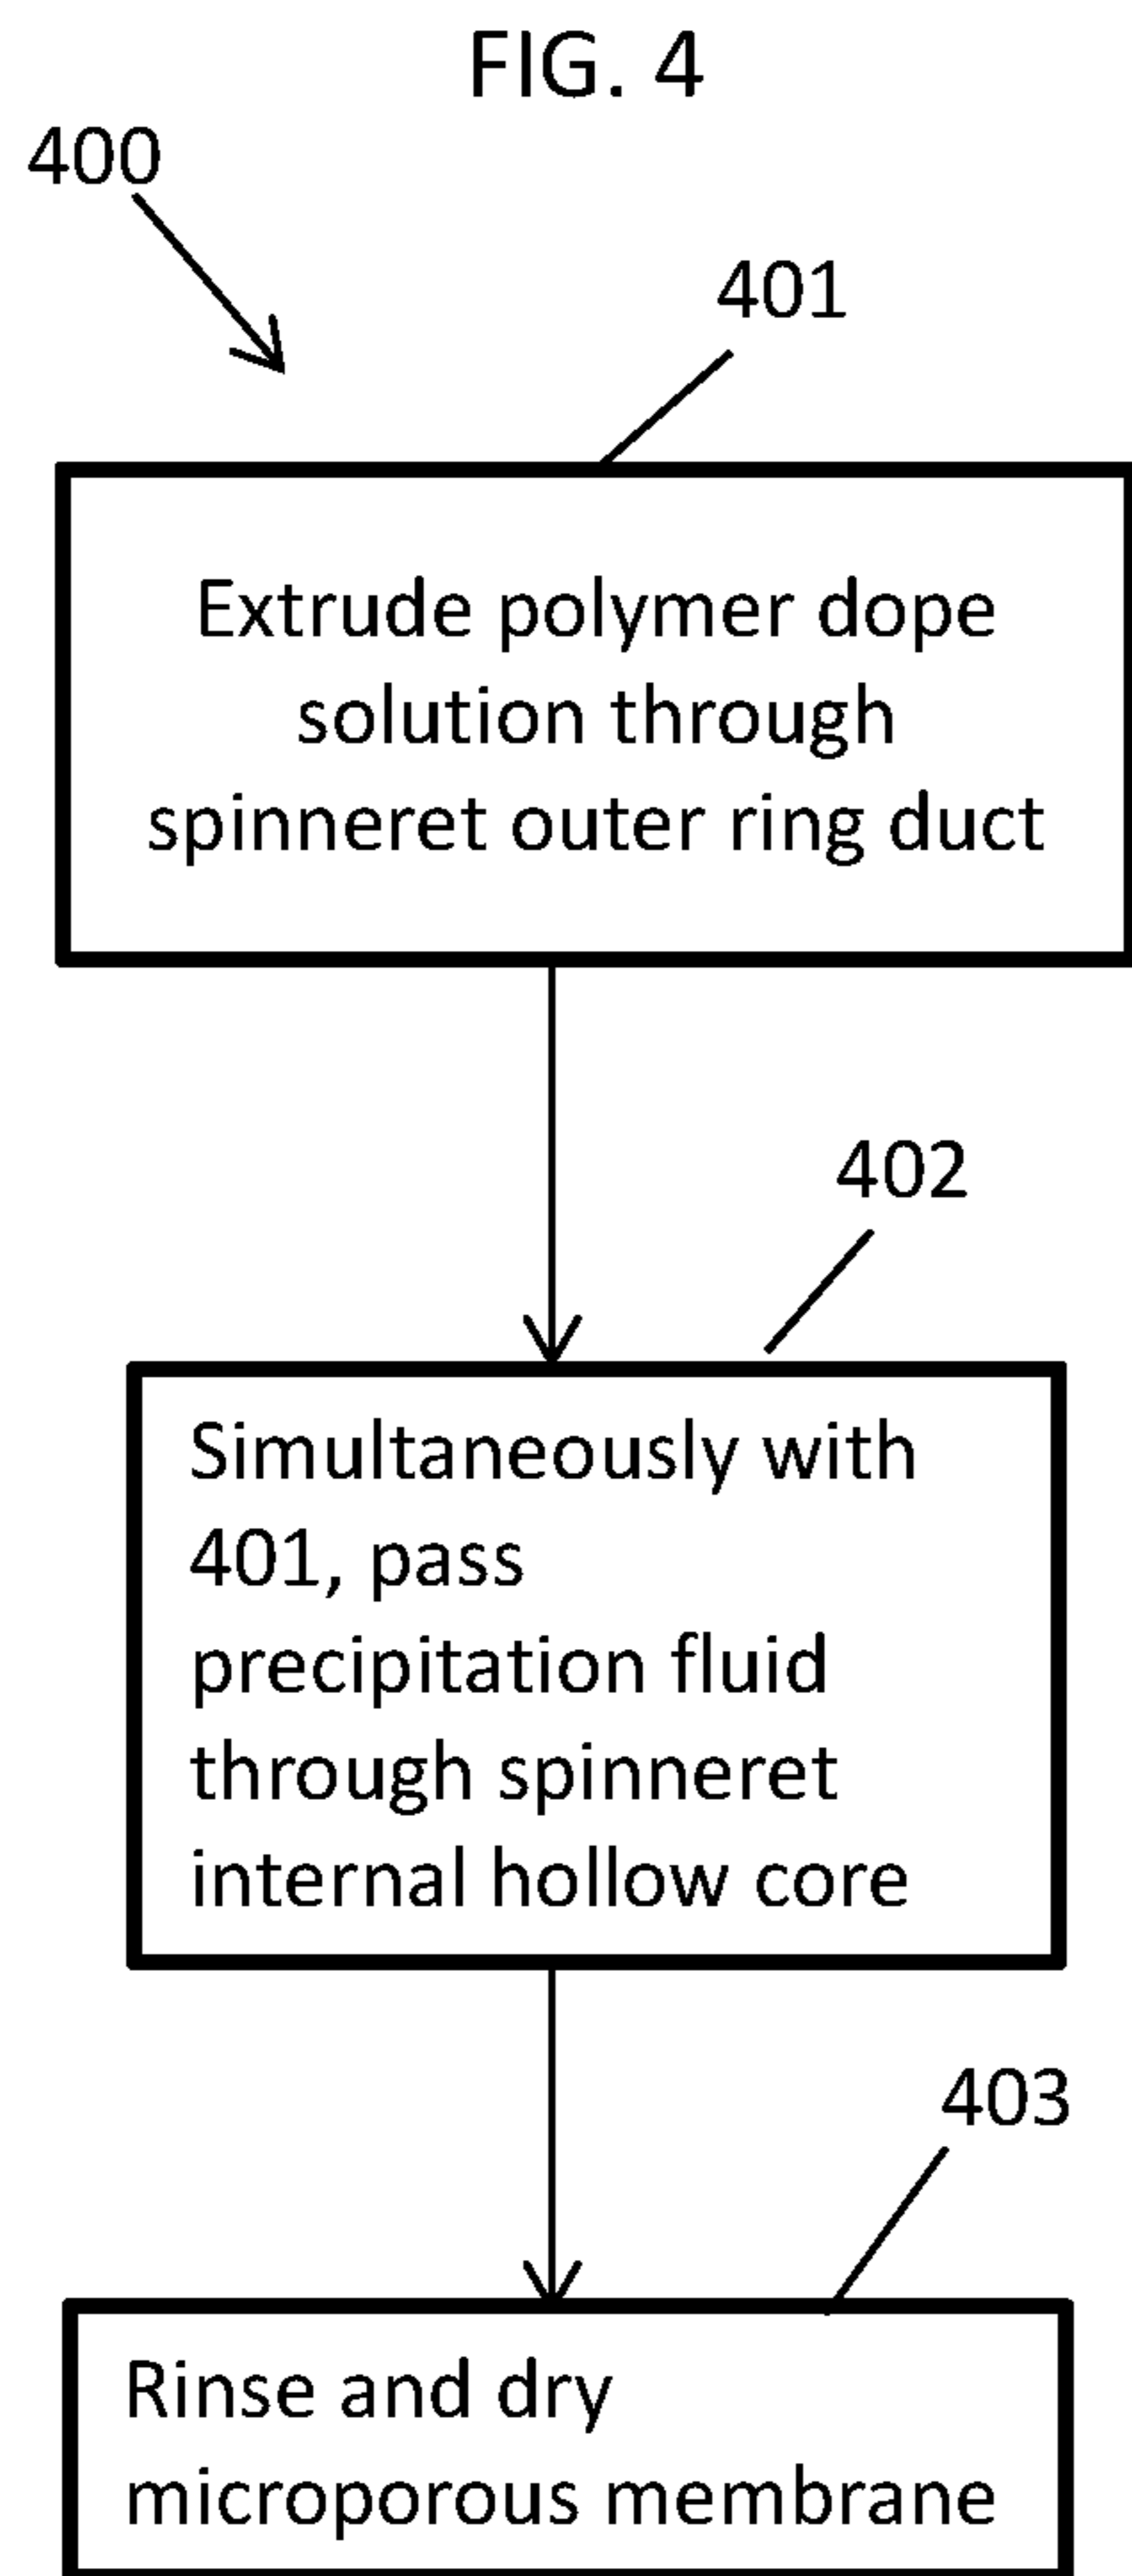 FIG. 4
400
401
Extrude polymer dope
solution through
spinneret outer ring duct
402
Simultaneously with
401, pass
precipitation fluid
through spinneret
internal hollow core
403
Rinse and dry
microporous membrane